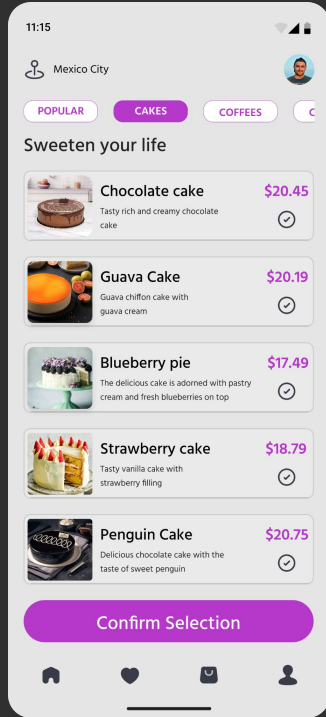 11:15
Mexico City
POPULAR
CAKES
COFFEES
C
Sweeten your life
Chocolate cake
$20.45
Tasty rich and creamy chocolate
cake
Guava Cake
$20.19
Guava chiffon cake with
guava cream
Blueberry pie
$17.49
The delicious cake is adorned with pastry
cream and fresh blueberries on top
Strawberry cake
$18.79
Tasty vanilla cake with
strawberry filling
Penguin Cake
$20.75
Delicious chocolate cake with the
taste of sweet penguin
Confirm Selection